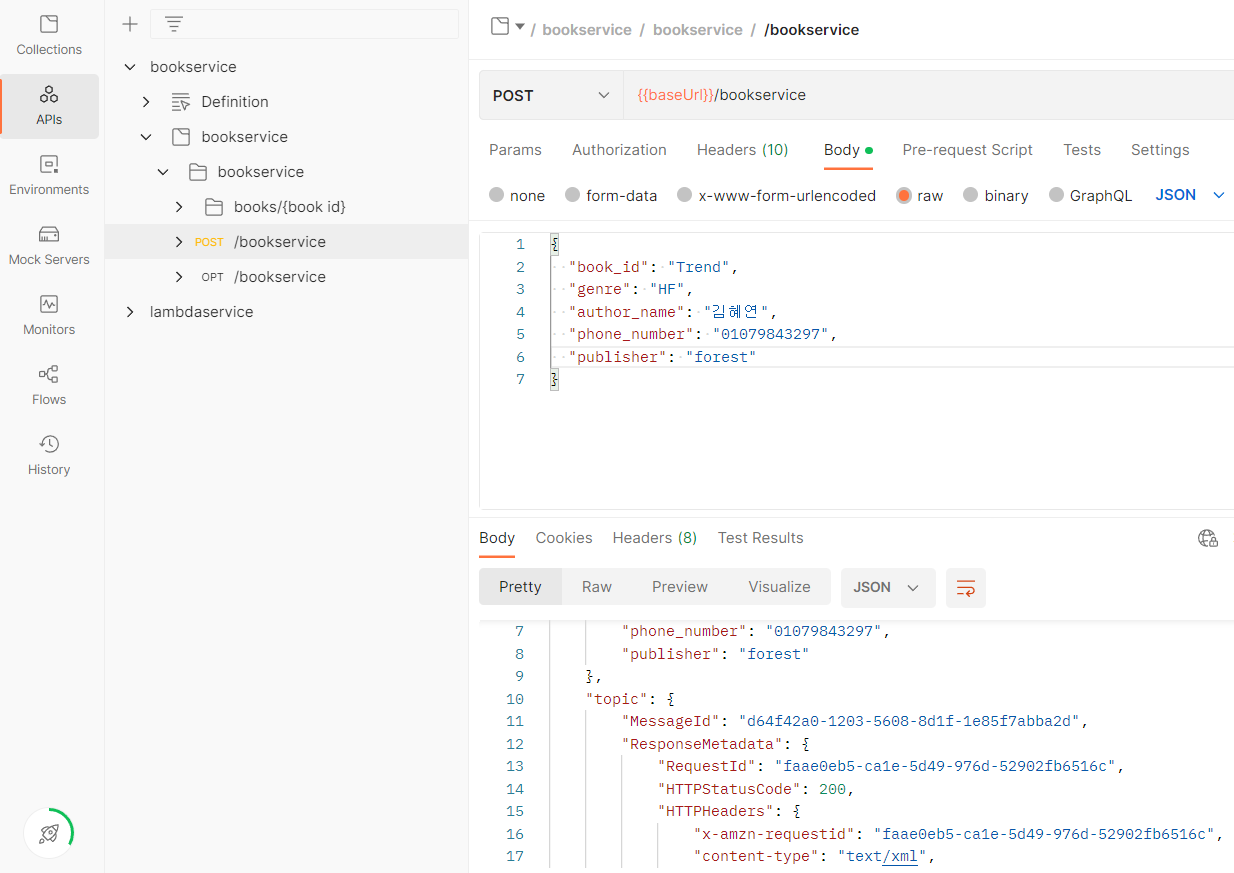 Collections
APIs
Environments
Mock Servers
Monitors
Flows
History
bookservice
Definition
bookservice
bookservice
books/{book id}
POST /bookservice
OPT /bookservice
lambdaservice
/ bookservice / bookservice / /bookservice
POST {{baseUrl}}/bookservice
Params Authorization Headers (10) Body Pre-request Script Tests Settings
none form-data x-www-form-urlencoded raw binary GraphQL JSON
1 {
2 "book_id": "Trend",
3 "genre": "HF",
4 "author_name": "김혜연",
5 "phone_number": "01079843297",
6 "publisher": "forest"
7 }
Body Cookies Headers (8) Test Results
Pretty Raw Preview Visualize JSON
7 "phone_number": "01079843297",
8 "publisher": "forest"
9 },
10 "topic": {
11 "MessageId": "d64f42a0-1203-5608-8d1f-1e85f7abba2d",
12 "ResponseMetadata": {
13 "RequestId": "faae0eb5-ca1e-5d49-976d-52902fb6516c",
14 "HTTPStatusCode": 200,
15 "HTTPHeaders": {
16 "x-amzn-requestid": "faae0eb5-ca1e-5d49-976d-52902fb6516c",
17 "content-type": "text/xml",